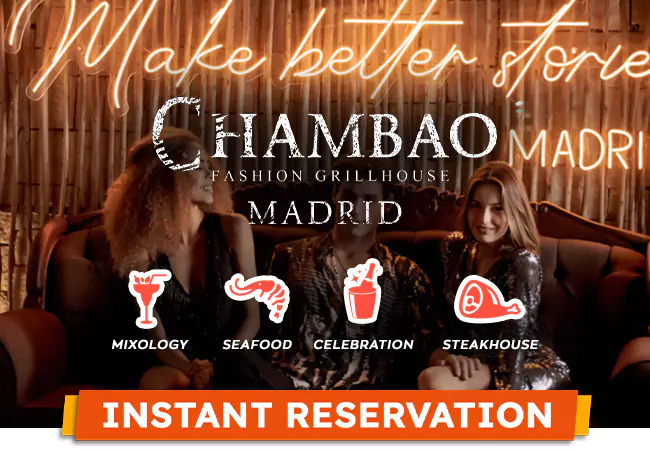 Make better storie
CHAMBAO
MADRI
FASHION GRILLHOUSE
MADRID
MIXOLOGY SEAFOOD CELEBRATION STEAKHOUSE
INSTANT RESERVATION